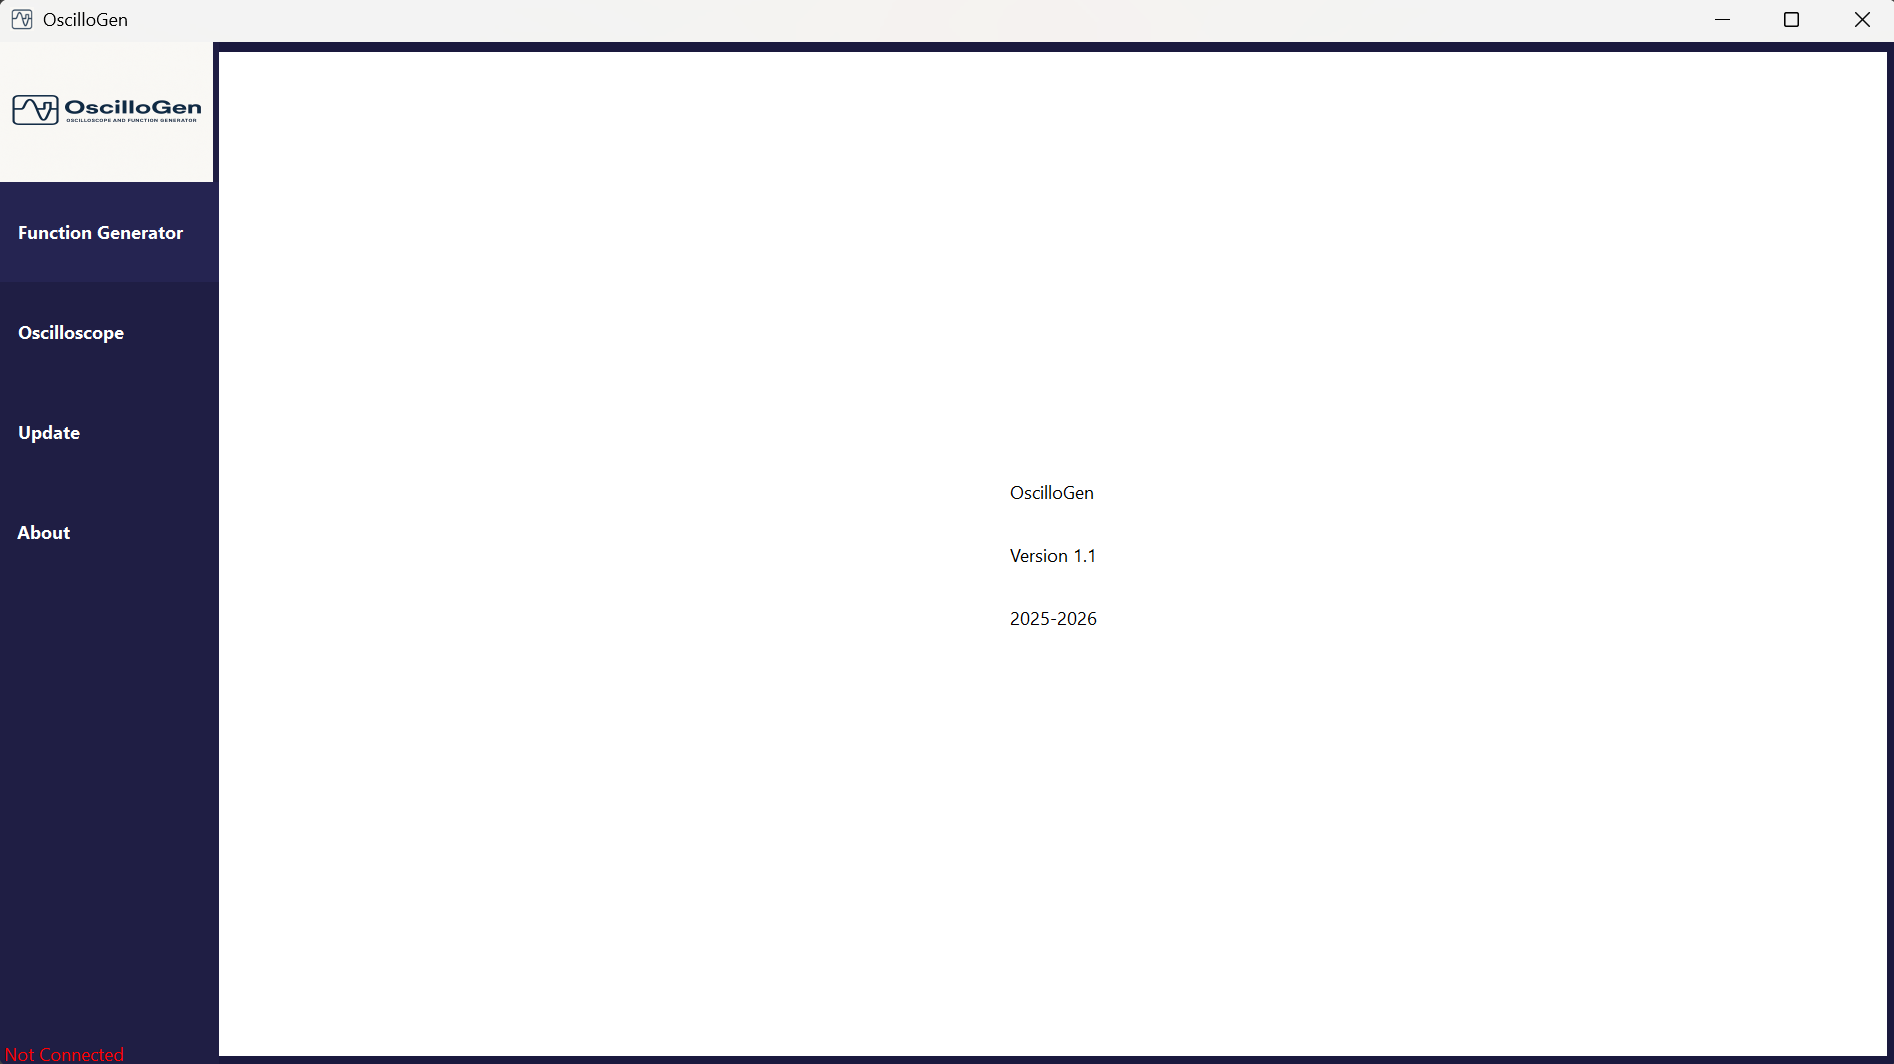 OscilloGen
OscilloGen
OSCILLOSCOPE AND FUNCTION GENERATOR
Function Generator
Oscilloscope
Update
About
OscilloGen
Version 1.1
2025-2026
Not Connected